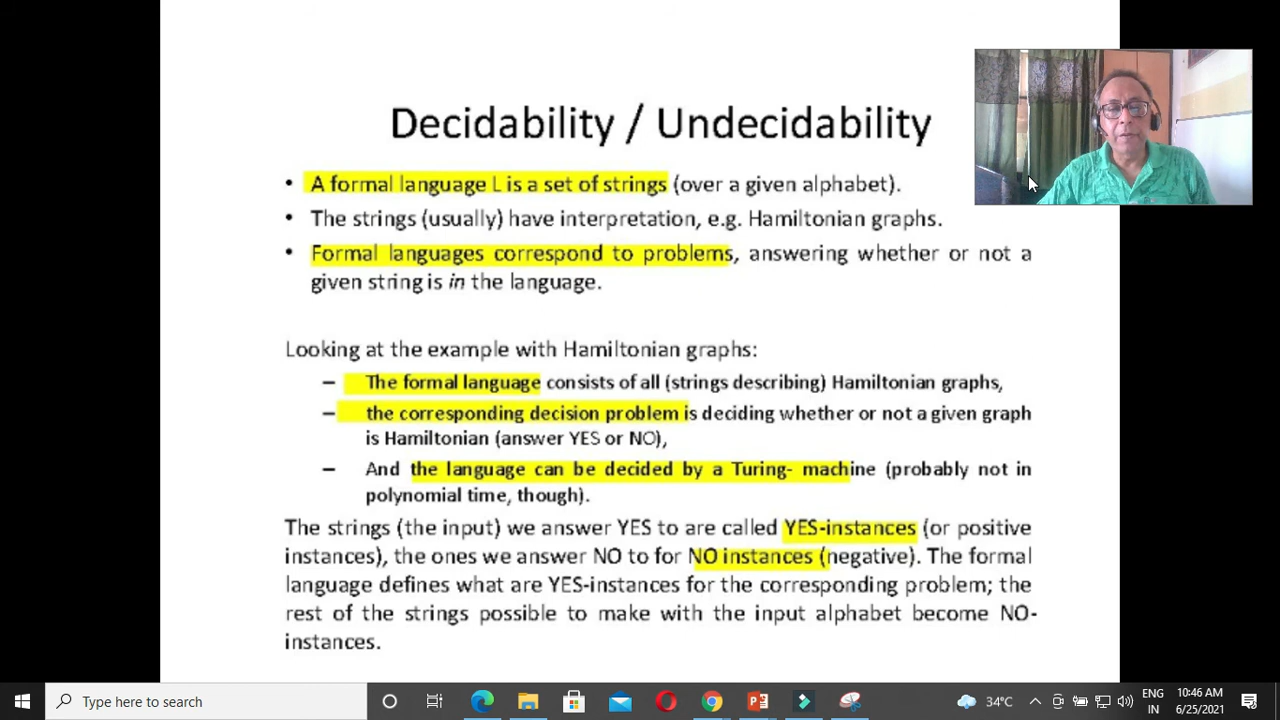 Decidability / Undecidability
• A formal language L is a set of strings (over a given alphabet).
• The strings (usually) have interpretation, e.g. Hamiltonian graphs.
• Formal languages correspond to problems, answering whether or not a
given string is in the language.
Looking at the example with Hamiltonian graphs:
– The formal language consists of all (strings describing) Hamiltonian graphs,
– the corresponding decision problem is deciding whether or not a given graph
is Hamiltonian (answer YES or NO),
– And the language can be decided by a Turing- machine (probably not in
polynomial time, though).
The strings (the input) we answer YES to are called YES-instances (or positive
instances), the ones we answer NO to for NO instances (negative). The formal
language defines what are YES-instances for the corresponding problem; the
rest of the strings possible to make with the input alphabet become NO-
instances.
Type here to search
34°C
ENG
IN
10:46 AM
6/25/2021